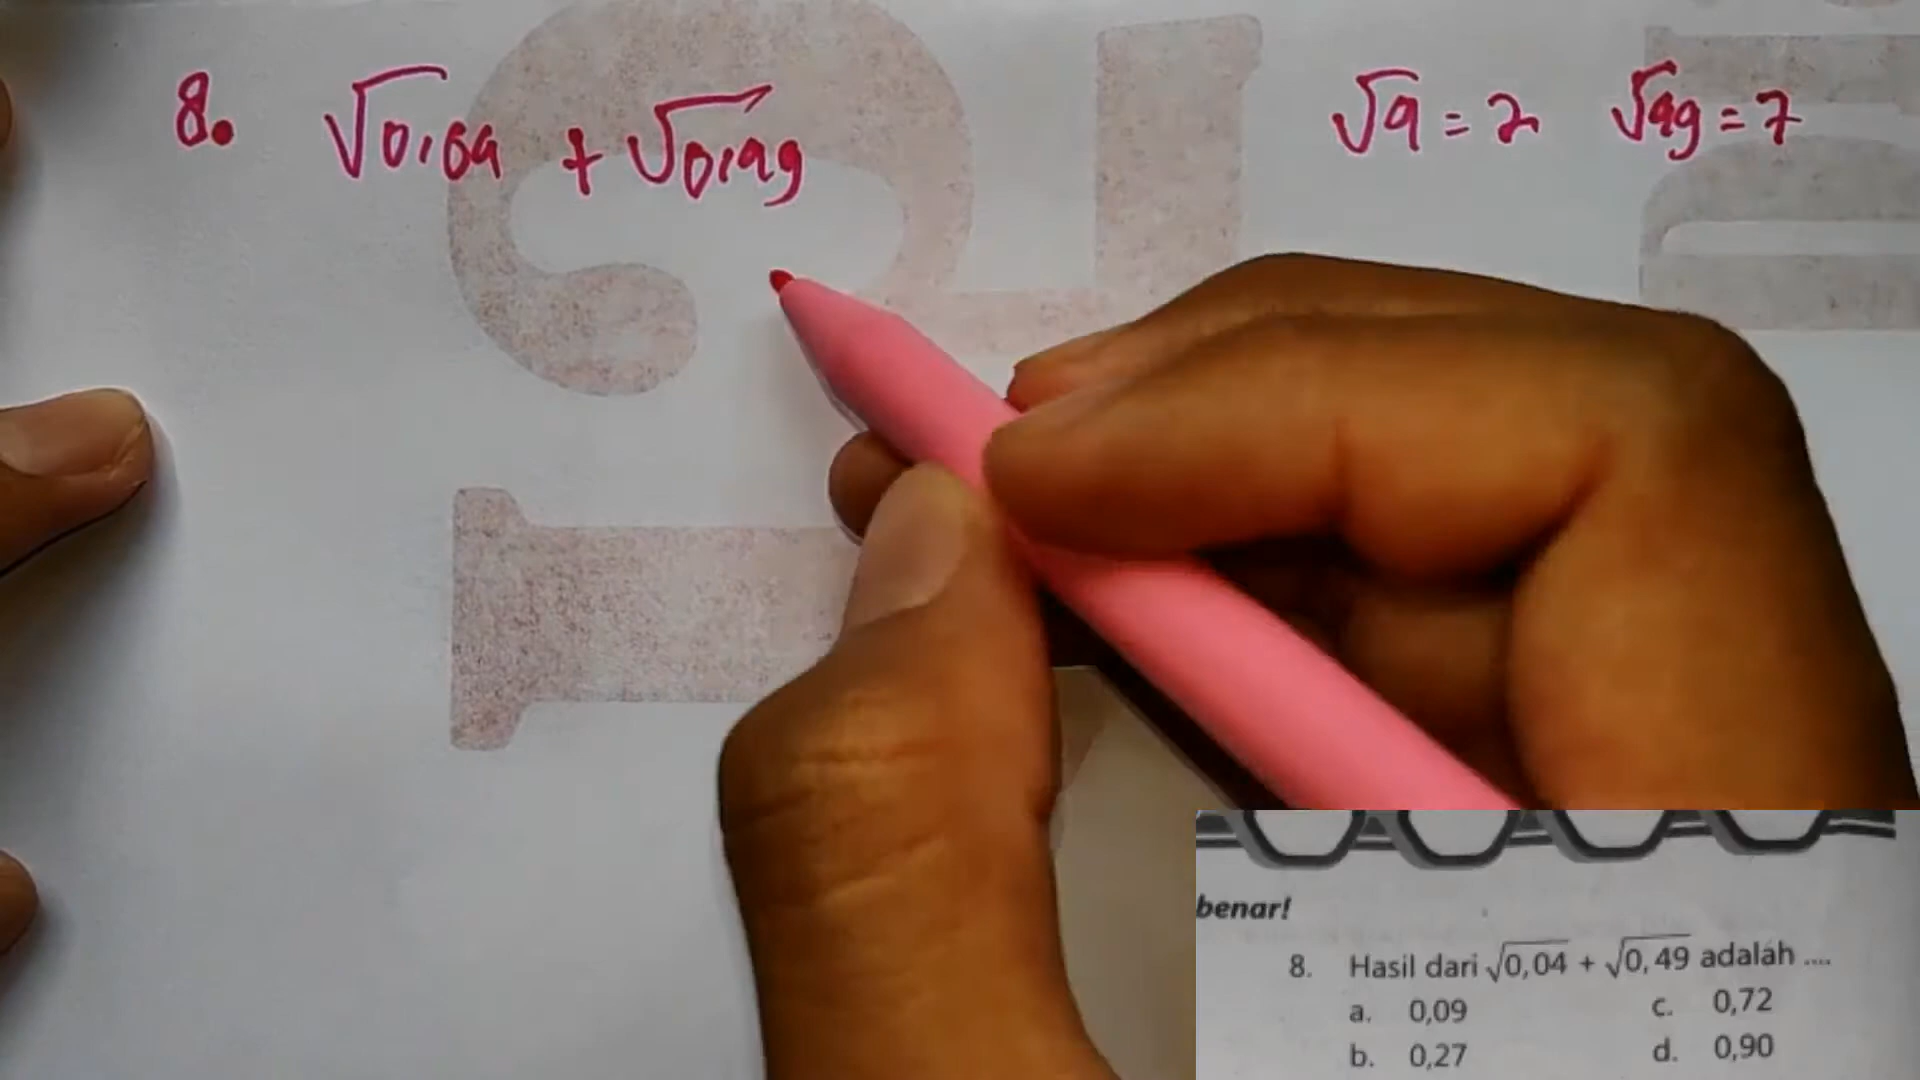 8. √0,04 + √0,49
√4 = 2 √49 = 7
benar!
8. Hasil dari √0,04 + √0,49 adalah ....
a. 0,09 c. 0,72
b. 0,27 d. 0,90